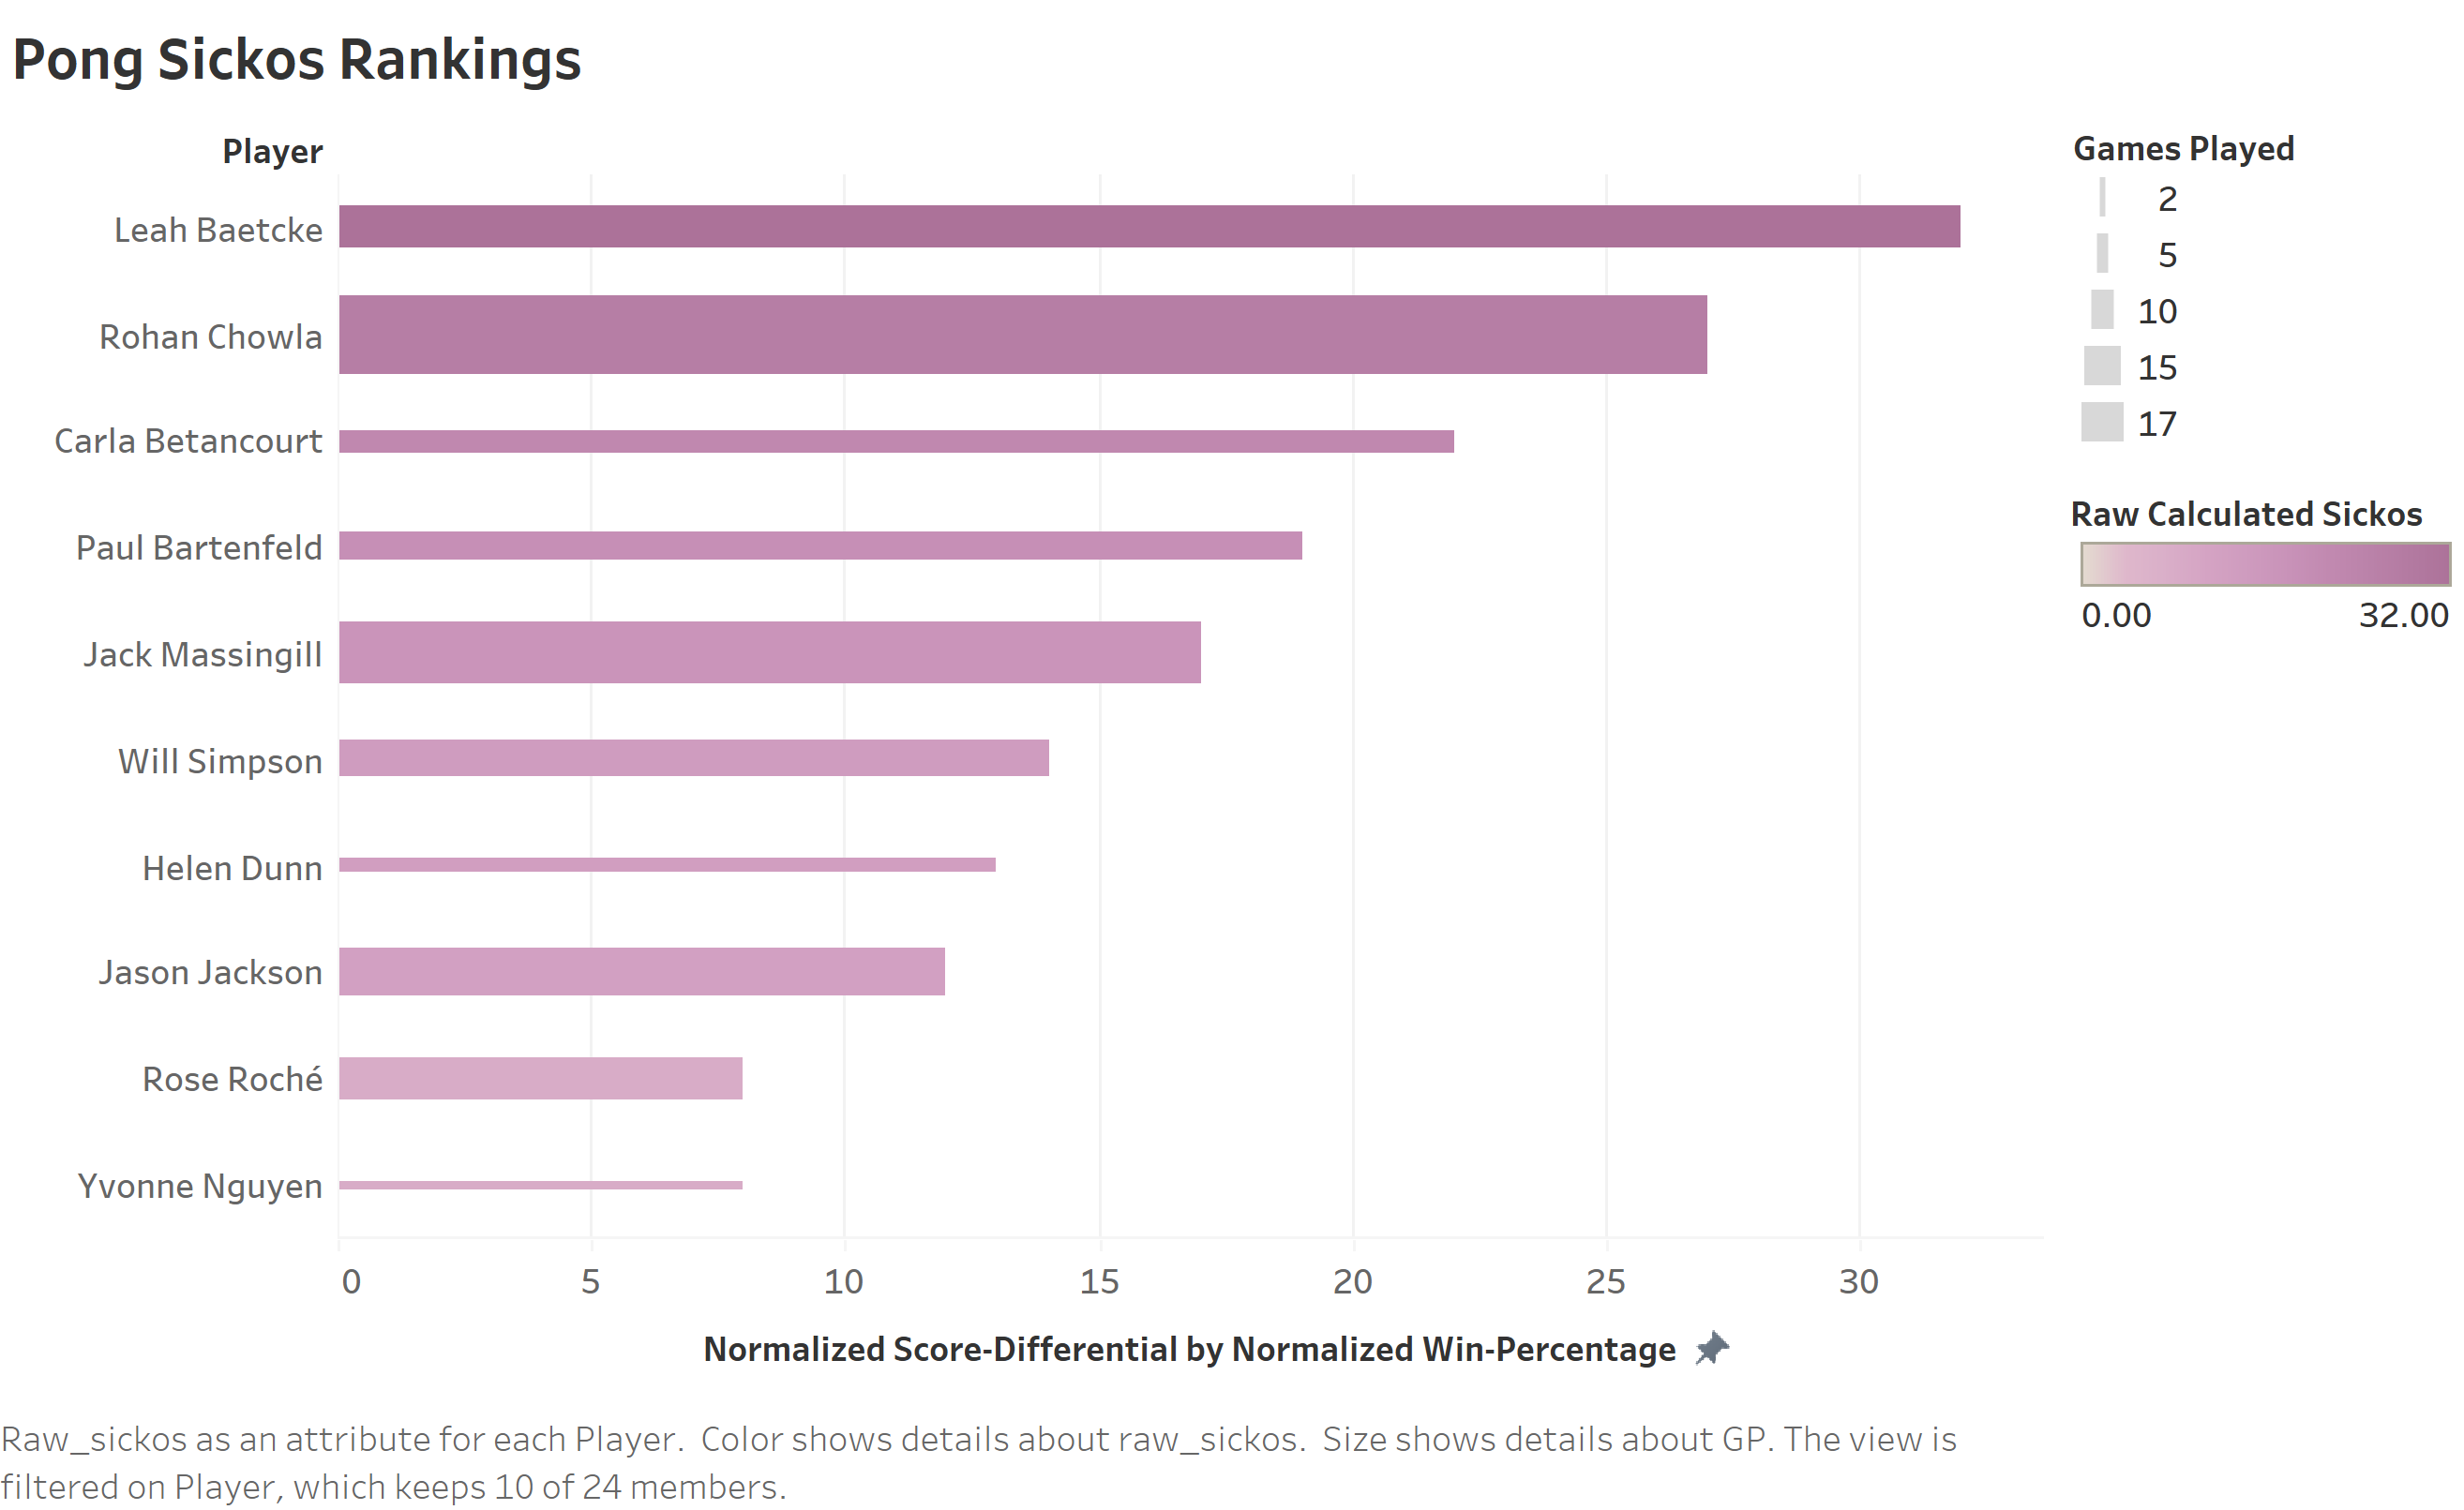 Pong Sickos Rankings
Player
Leah Baetcke
Rohan Chowla
Carla Betancourt
Paul Bartenfeld
Jack Massingill
Will Simpson
Helen Dunn
Jason Jackson
Rose Roché
Yvonne Nguyen
0 5 10 15 20 25 30
Normalized Score-Differential by Normalized Win-Percentage
Games Played
2
5
10
15
17
Raw Calculated Sickos
0.00 32.00
Raw_sickos as an attribute for each Player.  Color shows details about raw_sickos.  Size shows details about GP. The view is
filtered on Player, which keeps 10 of 24 members.